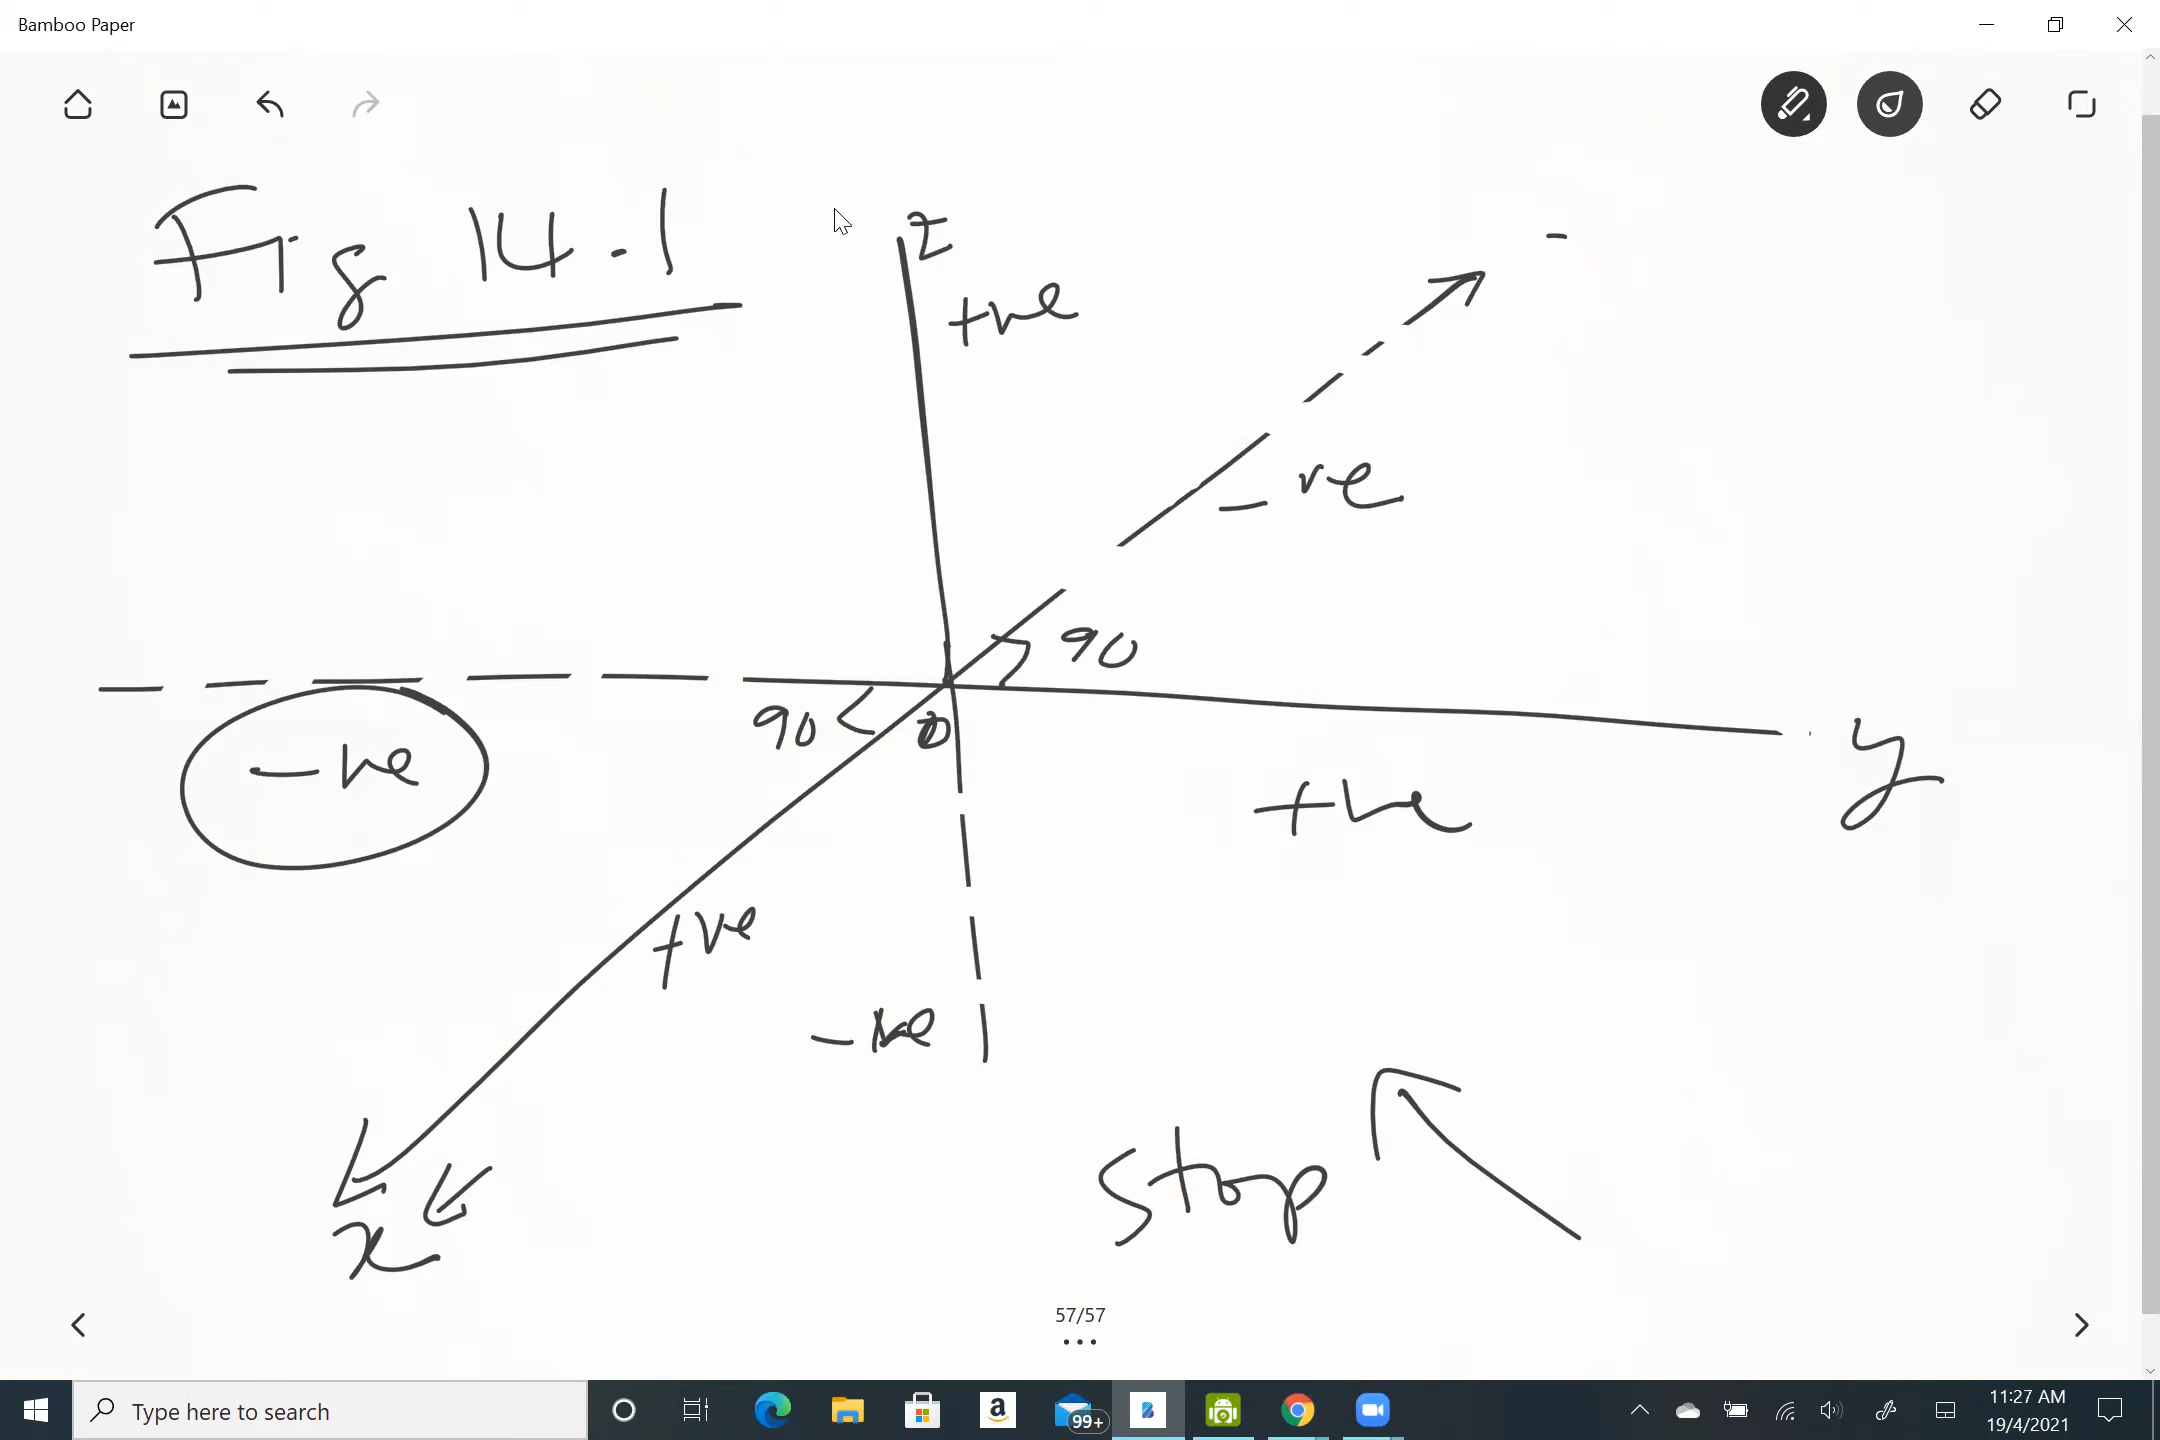 Bamboo Paper
Fig 14.1
z
+ve
-
- ve
90
90
0
- ve
y
+ve
+ve
- ve
Stop
x
57/57
Type here to search
a
99+
B
11:27 AM
19/4/2021